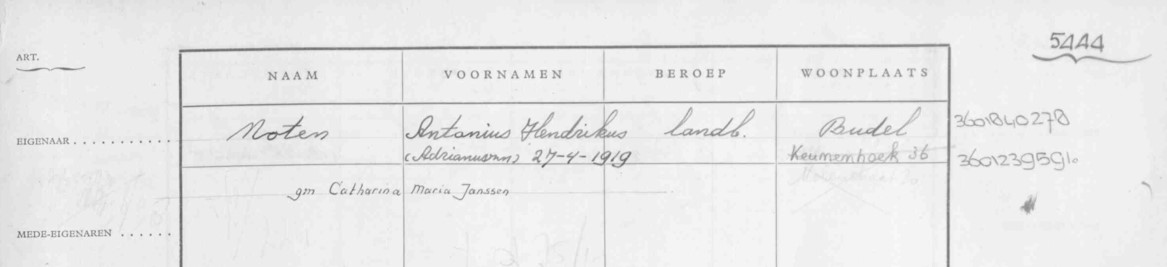 5444
ART.
NAAM VOORNAMEN BEROEP WOONPLAATS
EIGENAAR . . . . . . . . . . . Noten Antonius Hendrikus landb. Budel 3601840278
(Adrianuszn) 27-4-1919 Keunenhoek 36 3601239591.
gm Catharina Maria Janssen
MEDE-EIGENAREN . . . . . .